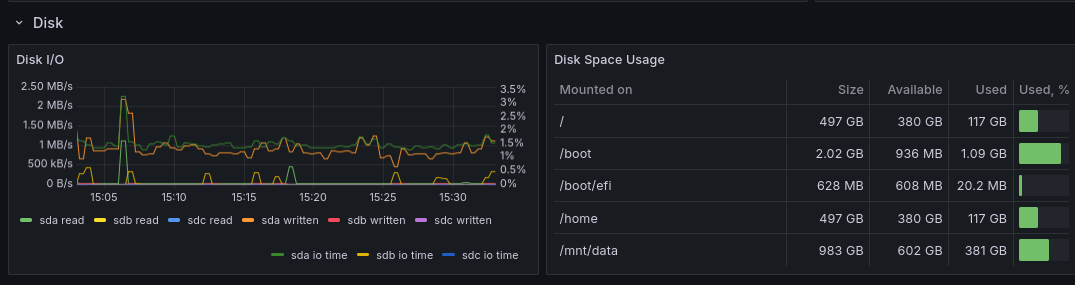 Disk
Disk I/O
2.50 MB/s
2 MB/s
1.50 MB/s
1 MB/s
500 kB/s
0 B/s
3.5%
3%
2.5%
2%
1.5%
1%
0.5%
0%
15:05 15:10 15:15 15:20 15:25 15:30
sda read sdb read sdc read sda written sdb written sdc written
sda io time sdb io time sdc io time
Disk Space Usage
Mounted on Size Available Used Used, %
/ 497 GB 380 GB 117 GB
/boot 2.02 GB 936 MB 1.09 GB
/boot/efi 628 MB 608 MB 20.2 MB
/home 497 GB 380 GB 117 GB
/mnt/data 983 GB 602 GB 381 GB